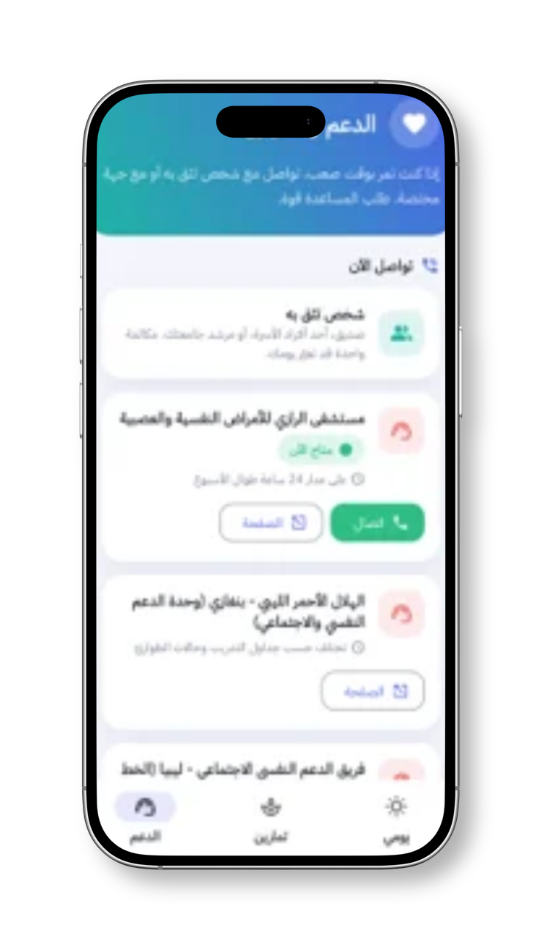 الدعم
إذا كنت تمر بوقت صعب، تواصل مع شخص تثق به أو مع جهة
مختصة. طلب المساعدة قوة.
تواصل الآن
شخص تثق به
صديق، أحد أفراد الأسرة، أو مرشد جامعتك. مكالمة
واحدة قد تغيّر يومك.
مستشفى الرازي للأمراض النفسية والعصبية
متاح الآن
على مدار 24 ساعة طوال الأسبوع
اتصال
الصفحة
الهلال الأحمر الليبي - بنغازي (وحدة الدعم
النفسي والاجتماعي)
تختلف حسب جداول التدريب وحالات الطوارئ
الصفحة
فريق الدعم النفسي الاجتماعي - ليبيا (الخط
يومي
تمارين
الدعم